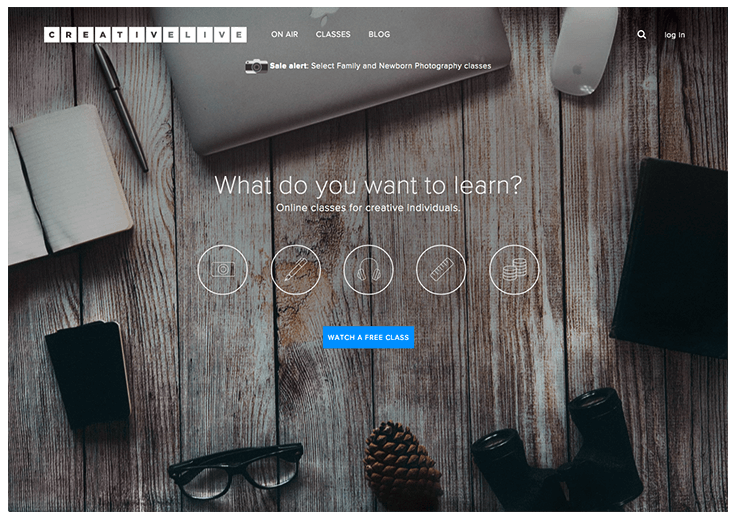 CREATIVELIVE
ON AIR CLASSES BLOG
log in
Sale alert: Select Family and Newborn Photography classes
What do you want to learn?
Online classes for creative individuals.
WATCH A FREE CLASS